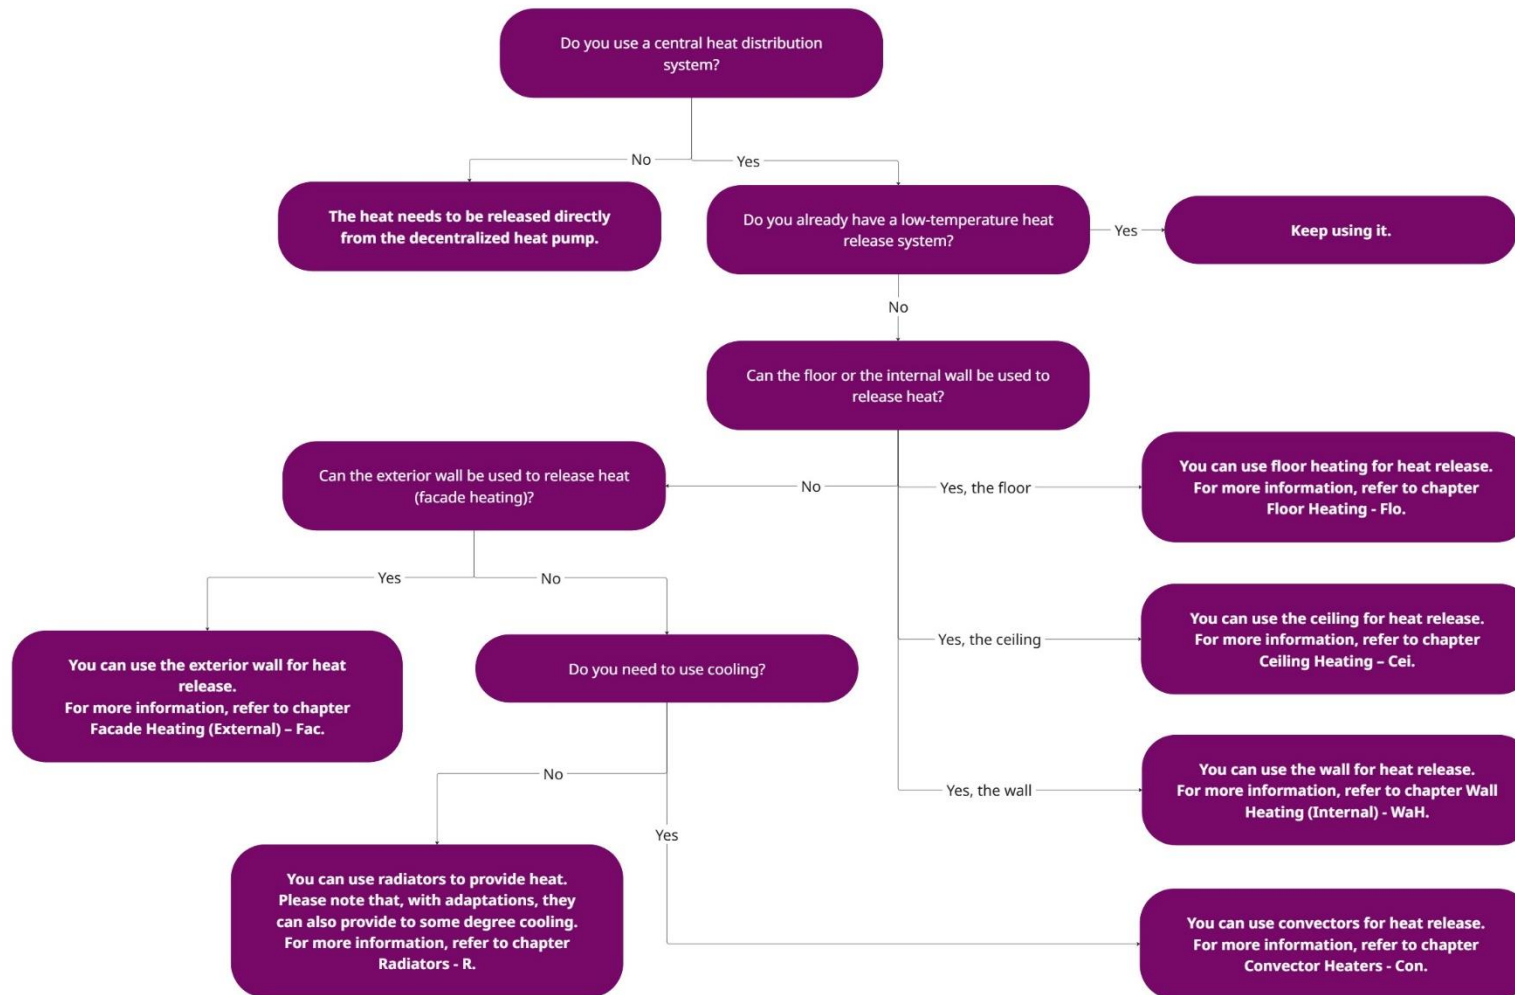 Do you use a central heat distribution
system?
No
Yes
The heat needs to be released directly
from the decentralized heat pump.
Do you already have a low-temperature heat
release system?
Yes
Keep using it.
No
Can the floor or the internal wall be used to
release heat?
Can the exterior wall be used to release heat
(facade heating)?
No
Yes, the floor
You can use floor heating for heat release.
For more information, refer to chapter
Floor Heating - Flo.
Yes
No
You can use the exterior wall for heat
release.
For more information, refer to chapter
Facade Heating (External) – Fac.
Do you need to use cooling?
Yes, the ceiling
You can use the ceiling for heat release.
For more information, refer to chapter
Ceiling Heating – Cei.
Yes, the wall
You can use the wall for heat release.
For more information, refer to chapter Wall
Heating (Internal) - WaH.
No
Yes
You can use radiators to provide heat.
Please note that, with adaptations, they
can also provide to some degree cooling.
For more information, refer to chapter
Radiators - R.
You can use convectors for heat release.
For more information, refer to chapter
Convector Heaters - Con.